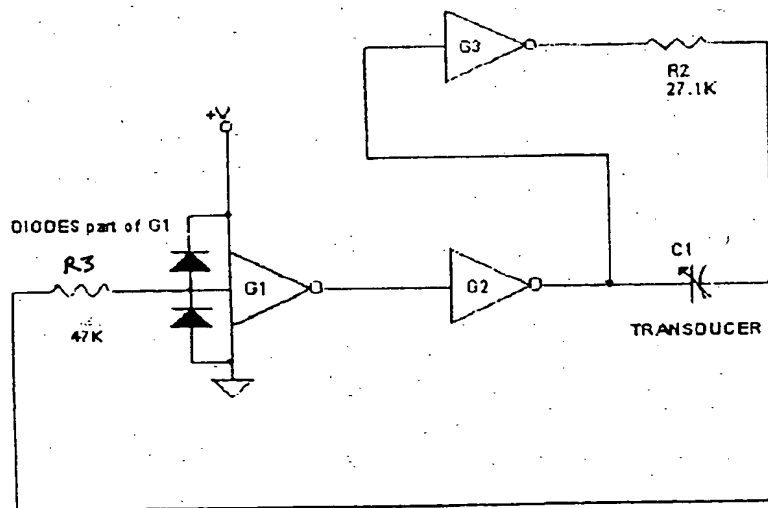 G3
R2
27.1K
+V
DIODES part of G1
R3
47K
G1
G2
C1
TRANSDUCER